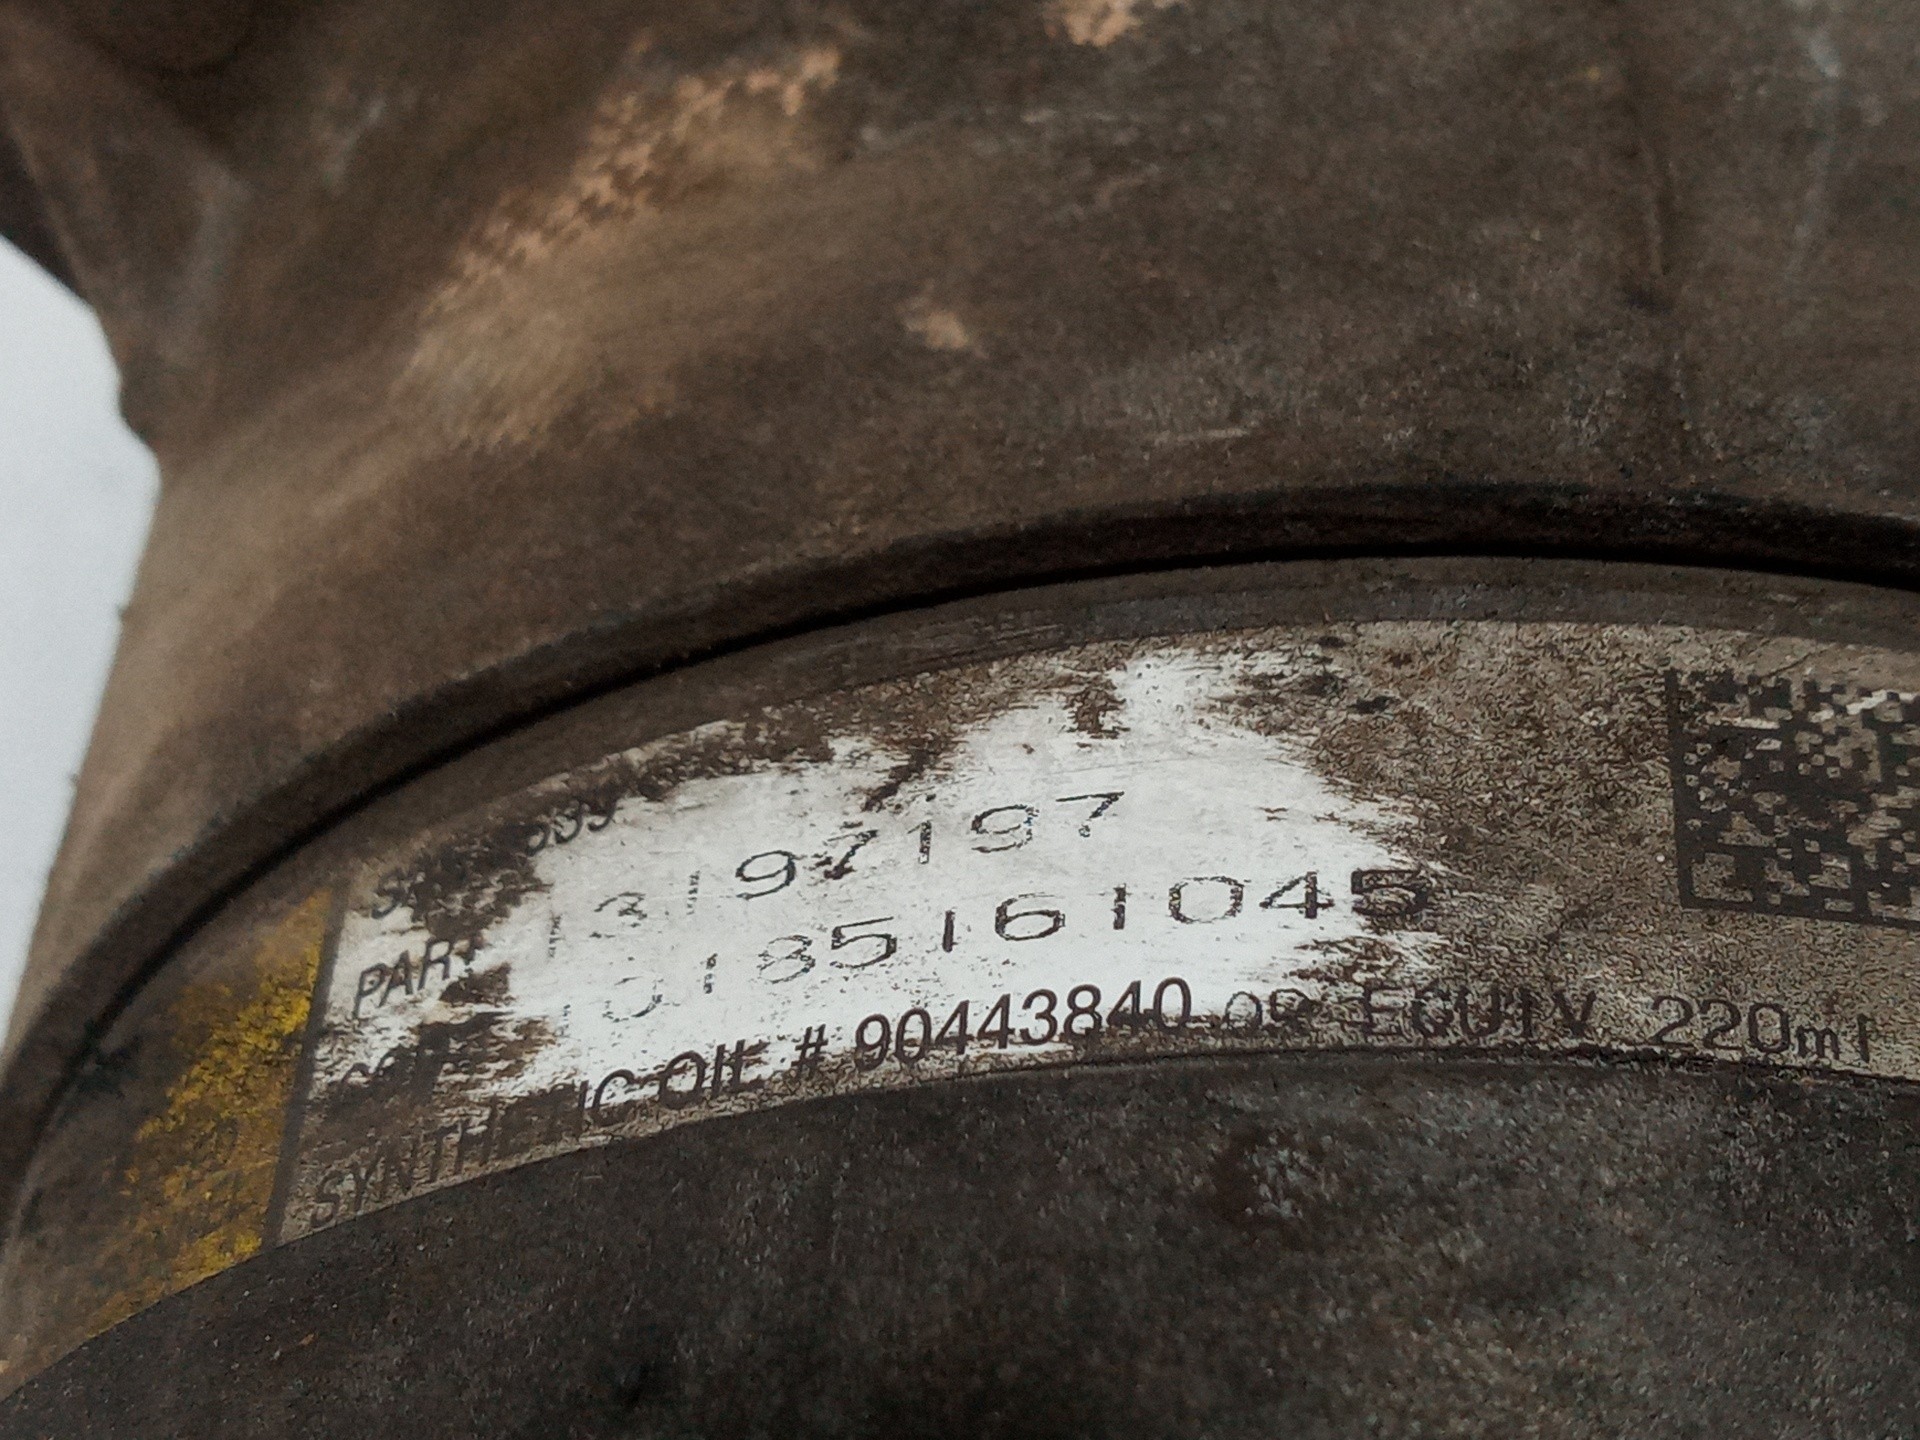 PART 13197197
0185161045
SYNTHETIC OIL # 90443840 OR EQUIV 220ml